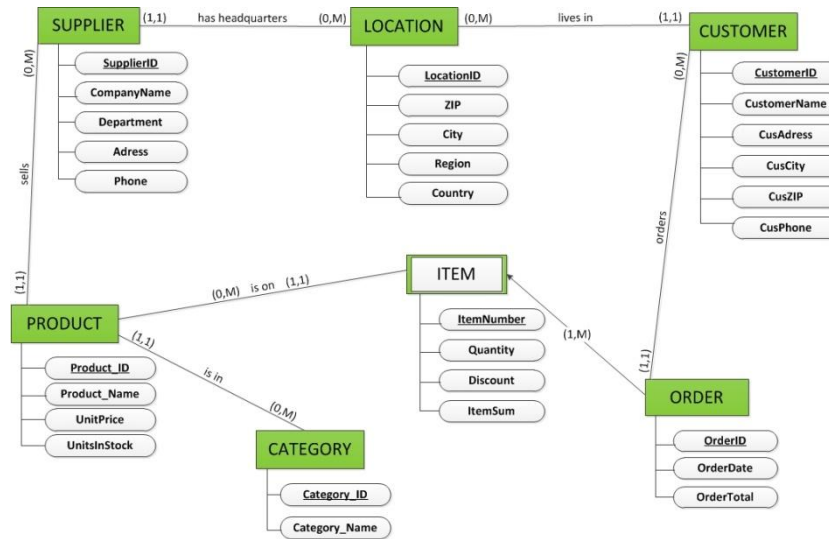 SUPPLIER
(1,1) has headquarters (0,M)
LOCATION
(0,M) lives in (1,1)
CUSTOMER
(0,M)
sells
(1,1)
SupplierID
CompanyName
Department
Adress
Phone
LocationID
ZIP
City
Region
Country
(0,M)
orders
(1,1)
CustomerID
CustomerName
CusAdress
CusCity
CusZIP
CusPhone
PRODUCT
(0,M) is on (1,1)
ITEM
(1,M)
Product_ID
Product_Name
UnitPrice
UnitsInStock
(1,1)
is in
(0,M)
ItemNumber
Quantity
Discount
ItemSum
CATEGORY
Category_ID
Category_Name
ORDER
OrderID
OrderDate
OrderTotal